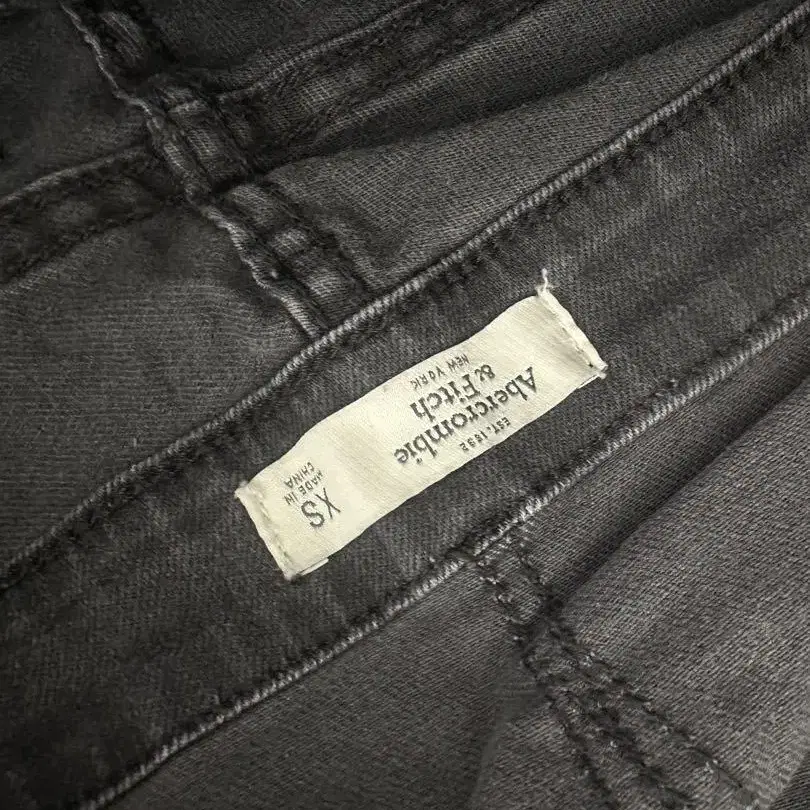 EST. 1892
Abercrombie
& Fitch
NEW YORK
XS
MADE IN
CHINA